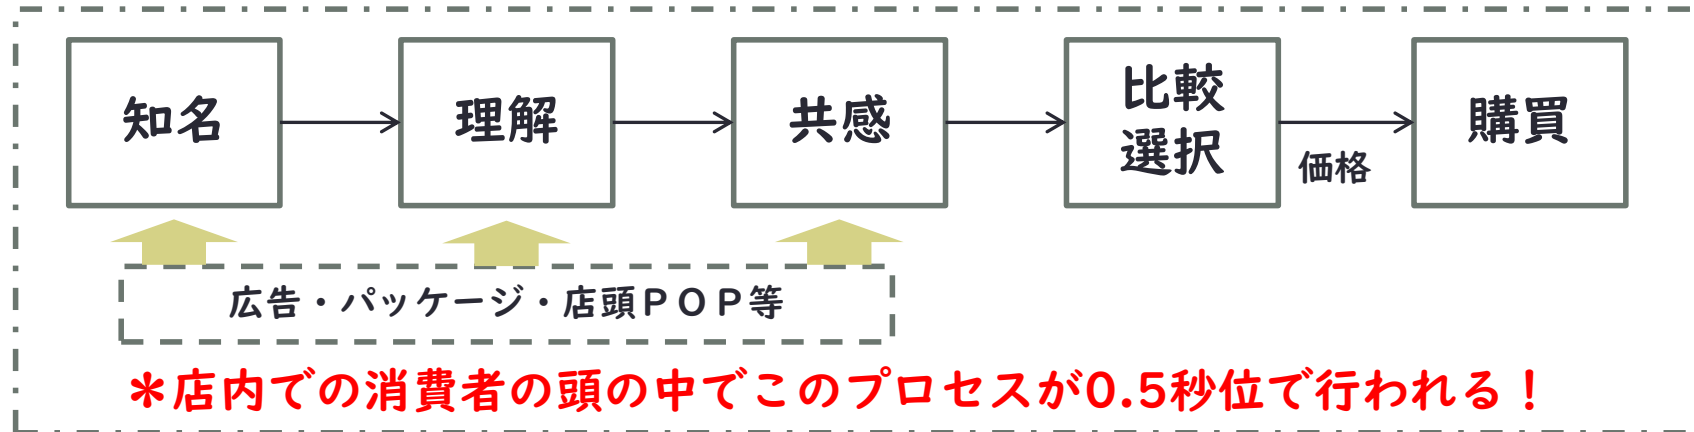 知名
理解
共感
比較
選択
価格
購買
広告・パッケージ・店頭ＰＯＰ等
＊店内での消費者の頭の中でこのプロセスが0.5秒位で行われる！